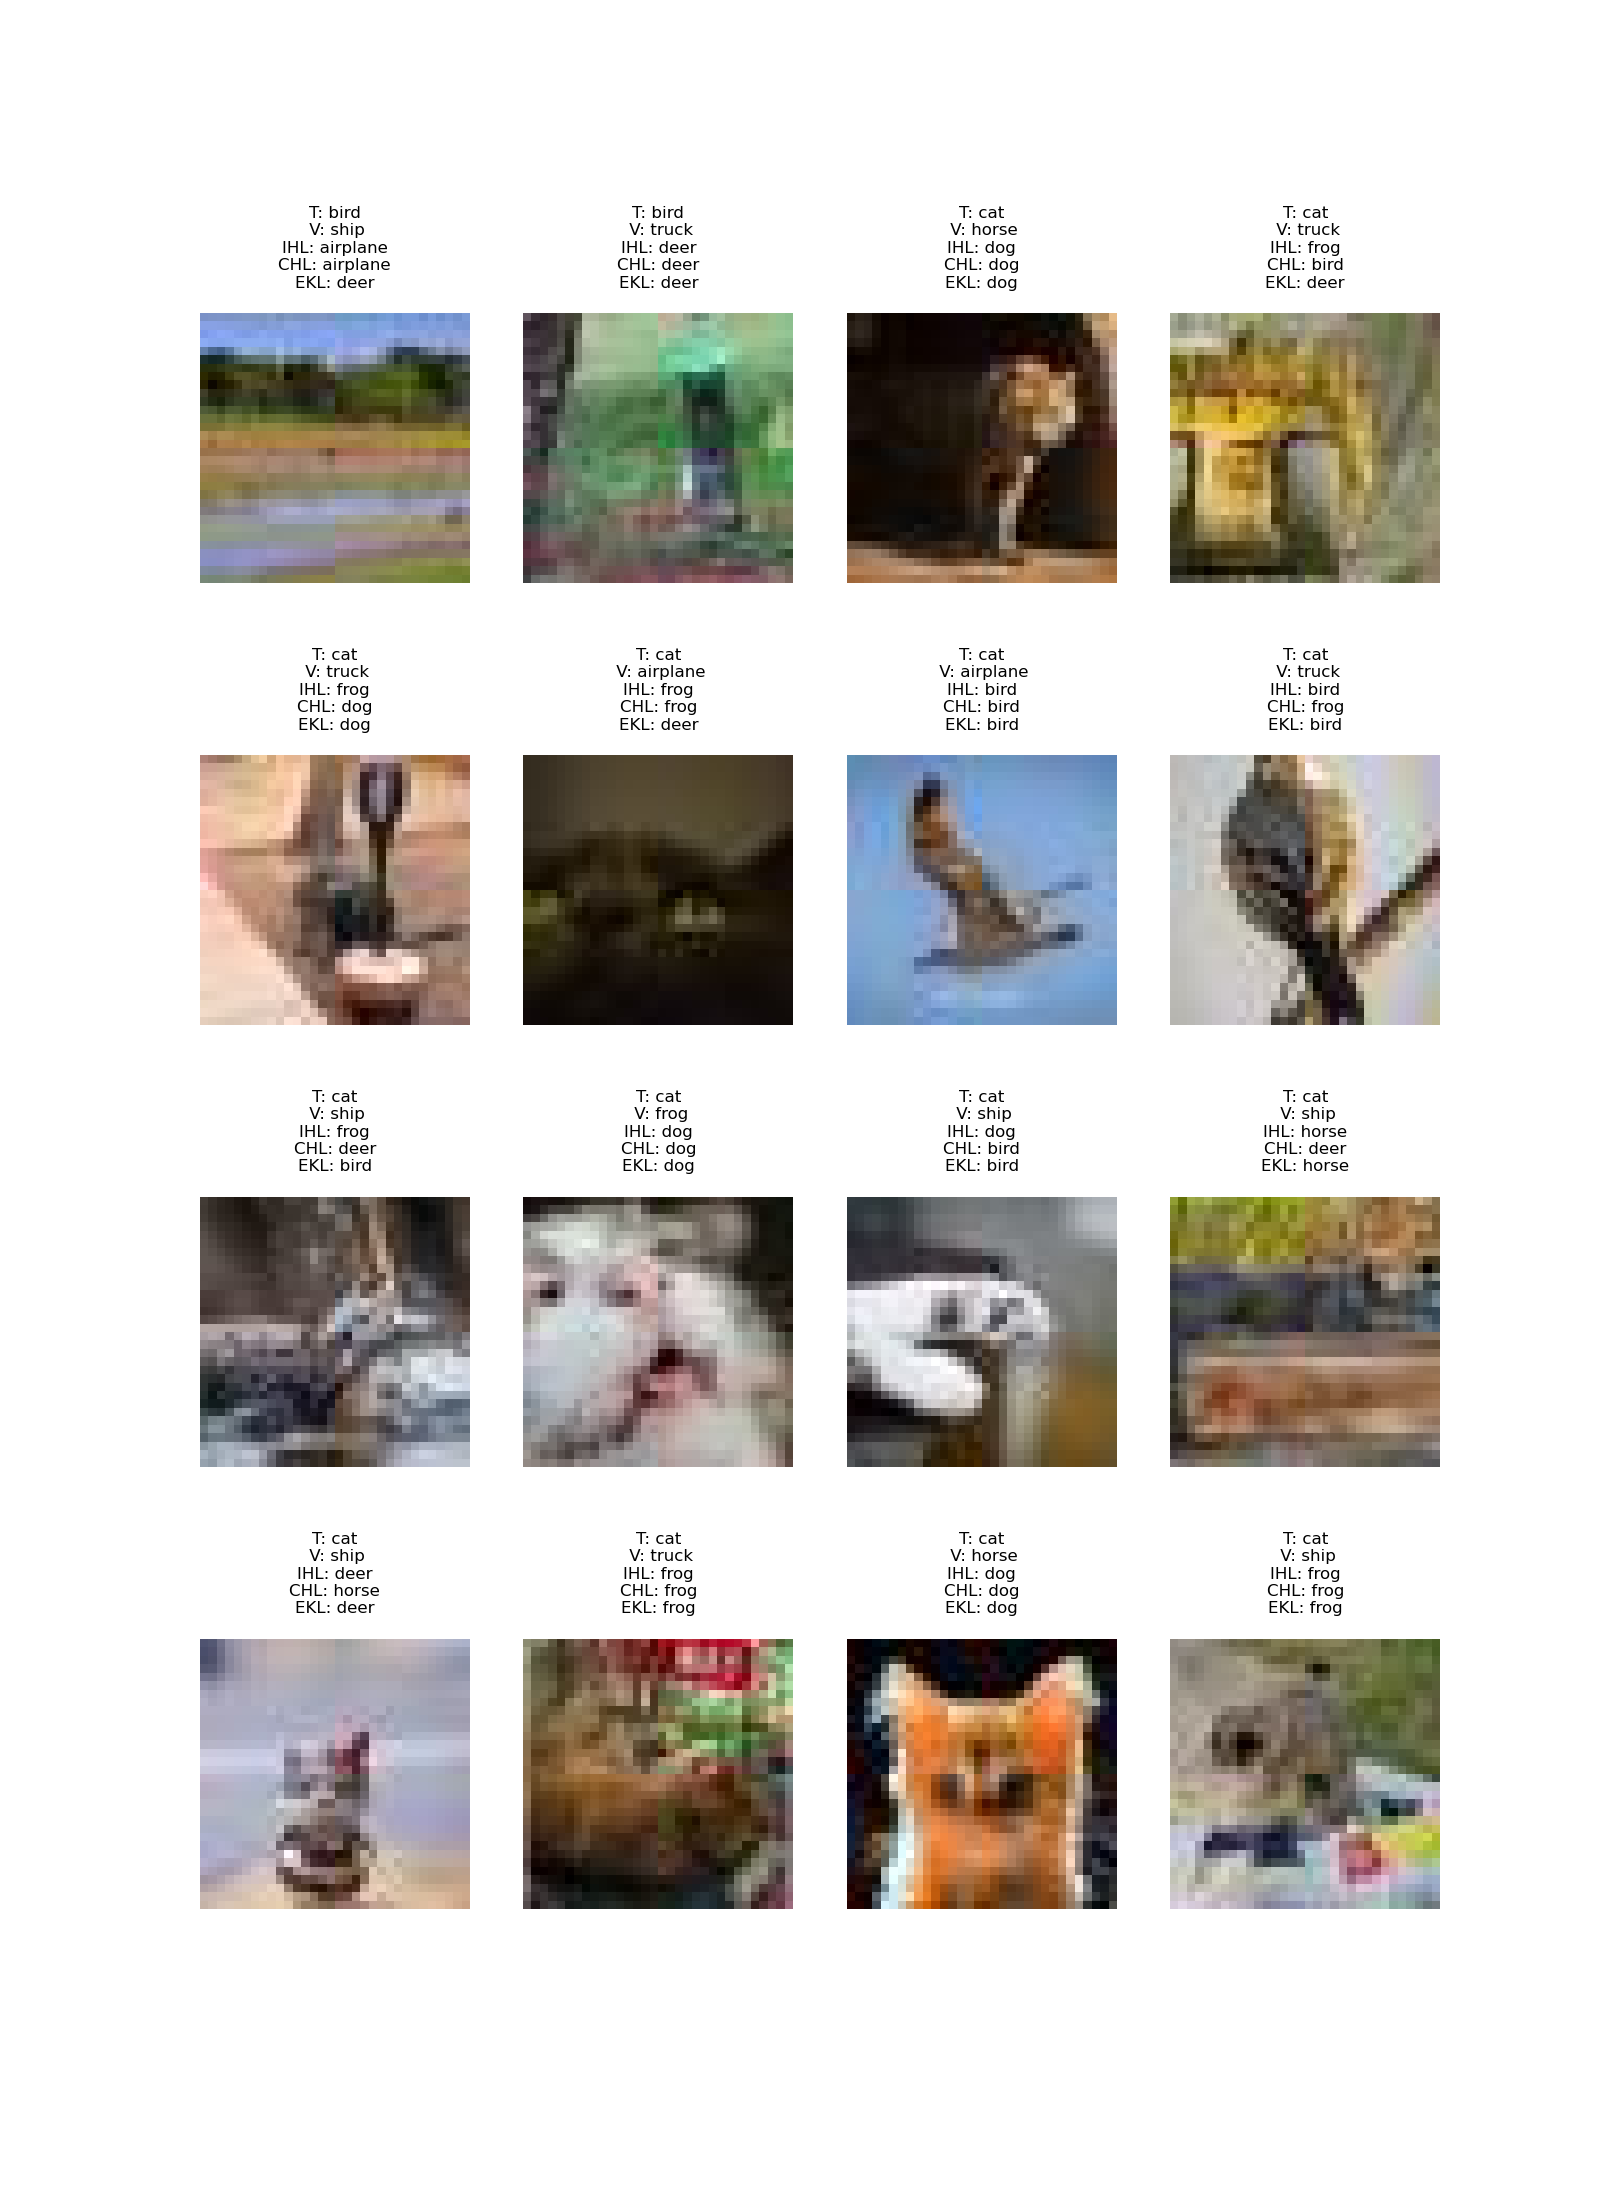 T: bird
V: ship
IHL: airplane
CHL: airplane
EKL: deer
T: bird
V: truck
IHL: deer
CHL: deer
EKL: deer
T: cat
V: horse
IHL: dog
CHL: dog
EKL: dog
T: cat
V: truck
IHL: frog
CHL: bird
EKL: deer
T: cat
V: truck
IHL: frog
CHL: dog
EKL: dog
T: cat
V: airplane
IHL: frog
CHL: frog
EKL: deer
T: cat
V: airplane
IHL: bird
CHL: bird
EKL: bird
T: cat
V: truck
IHL: bird
CHL: frog
EKL: bird
T: cat
V: ship
IHL: frog
CHL: deer
EKL: bird
T: cat
V: frog
IHL: dog
CHL: dog
EKL: dog
T: cat
V: ship
IHL: dog
CHL: bird
EKL: bird
T: cat
V: ship
IHL: horse
CHL: deer
EKL: horse
T: cat
V: ship
IHL: deer
CHL: horse
EKL: deer
T: cat
V: truck
IHL: frog
CHL: frog
EKL: frog
T: cat
V: horse
IHL: dog
CHL: dog
EKL: dog
T: cat
V: ship
IHL: frog
CHL: frog
EKL: frog